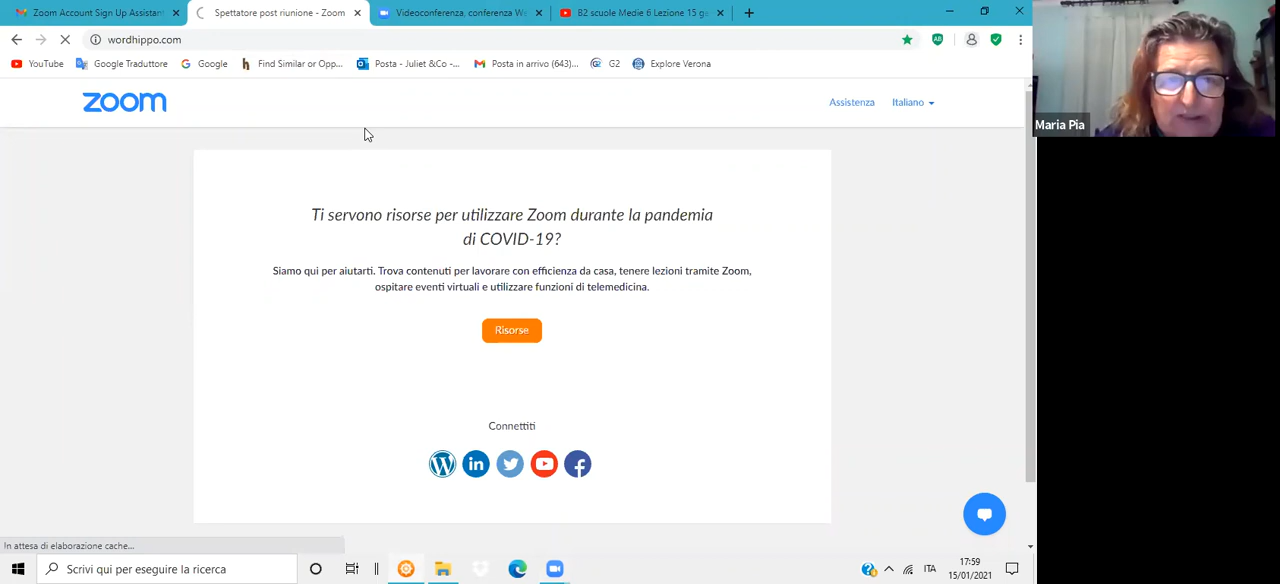 Zoom Account Sign Up Assistan
Spettatore post riunione - Zoom
Videoconferenza, conferenza We
B2 scuole Medie 6 Lezione 15 ge
wordhippo.com
YouTube
Google Traduttore
Google
Find Similar or Opp...
Posta - Juliet &Co -...
Posta in arrivo (643)...
G2
Explore Verona
zoom
Assistenza
Italiano
Maria Pia
Ti servono risorse per utilizzare Zoom durante la pandemia
di COVID-19?
Siamo qui per aiutarti. Trova contenuti per lavorare con efficienza da casa, tenere lezioni tramite Zoom,
ospitare eventi virtuali e utilizzare funzioni di telemedicina.
Risorse
Connettiti
In attesa di elaborazione cache...
Scrivi qui per eseguire la ricerca
ITA
17:59
15/01/2021